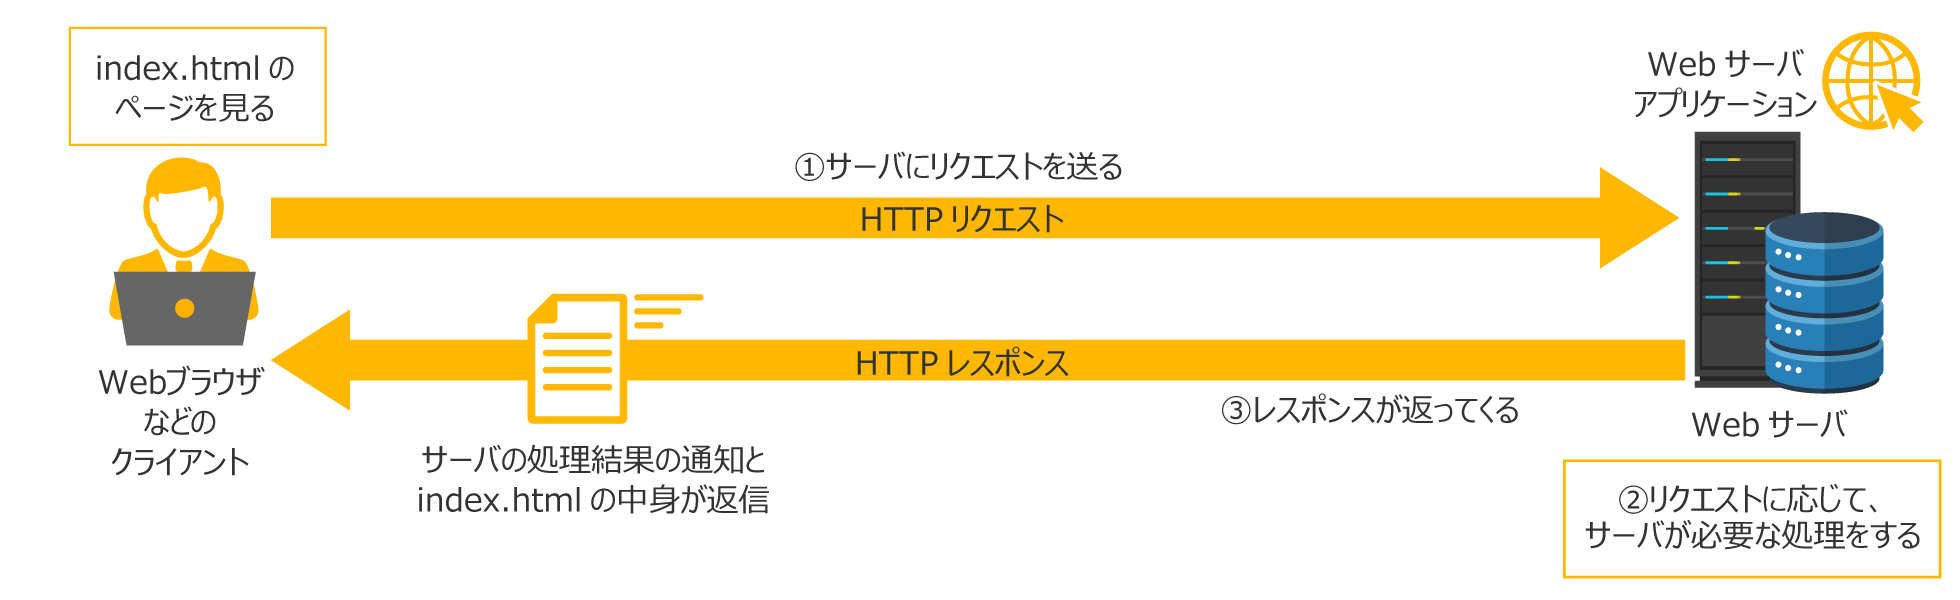 index.html の
ページを見る
Web サーバ
アプリケーション
①サーバにリクエストを送る
HTTP リクエスト
HTTP レスポンス
③レスポンスが返ってくる
Webブラウザ
などの
クライアント
サーバの処理結果の通知と
index.html の中身が返信
Web サーバ
②リクエストに応じて、
サーバが必要な処理をする